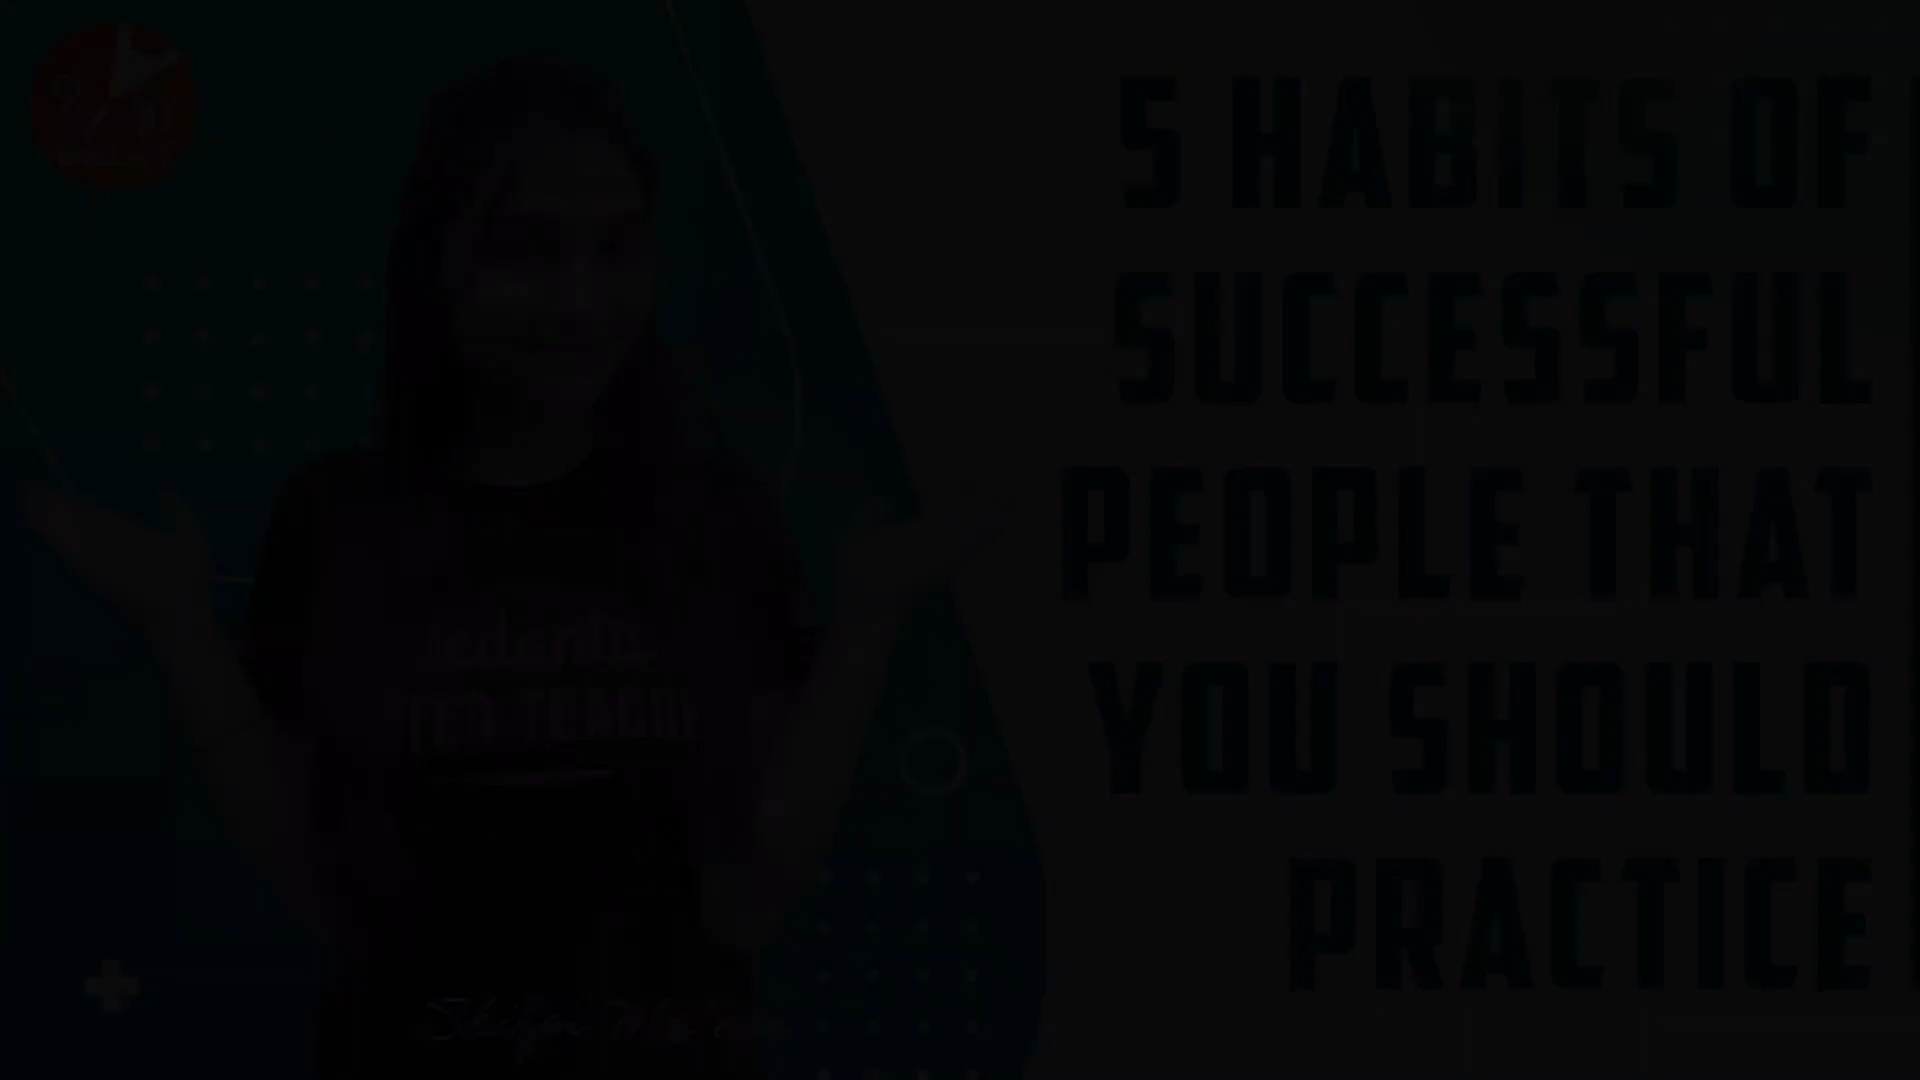 5 HABITS OF
SUCCESSFUL
PEOPLE THAT
YOU SHOULD
PRACTICE